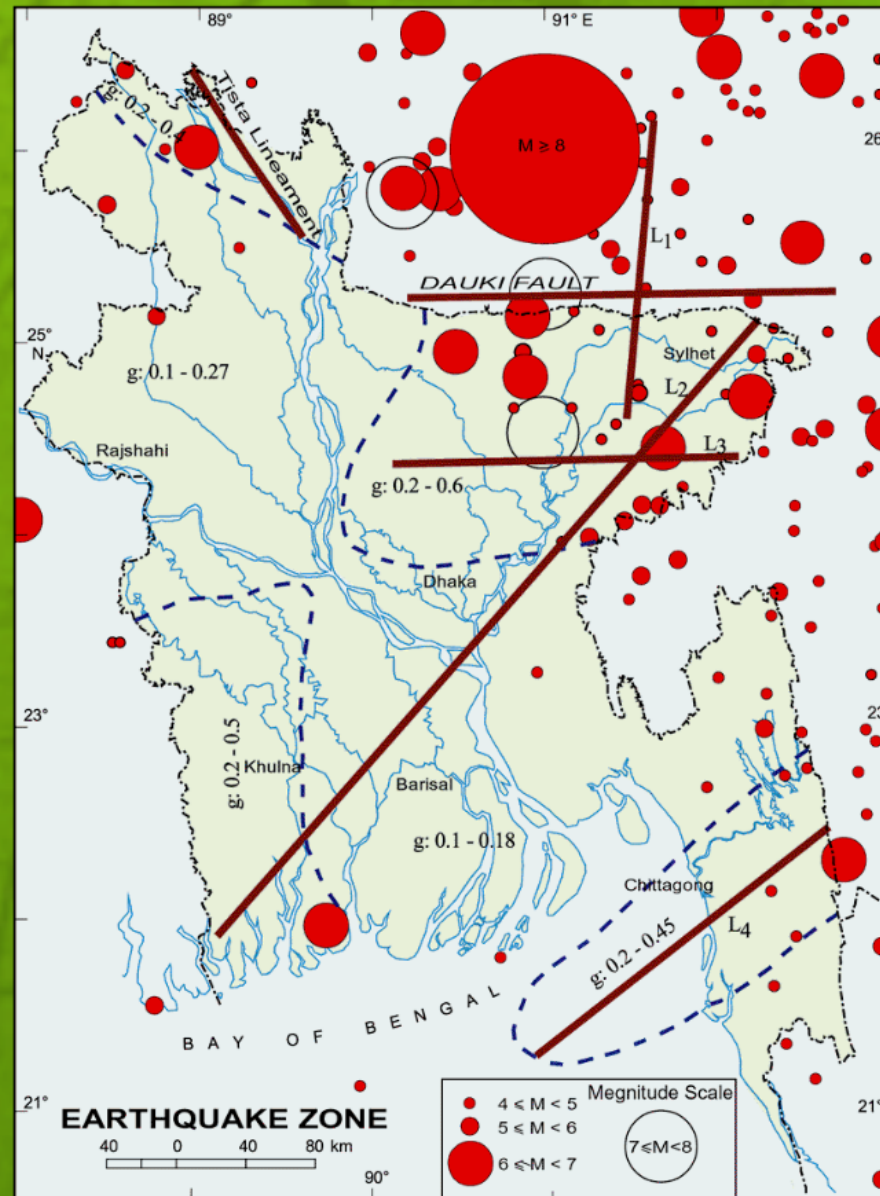 89°
91° E
Tista Lineament
g: 0.2 - 0.4
M ≥ 8
26
L1
DAUKI FAULT
25°
N
Sylhet
g: 0.1 - 0.27
L2
Rajshahi
L3
g: 0.2 - 0.6
Dhaka
23°
23
g: 0.2 - 0.5
Khulna
Barisal
g: 0.1 - 0.18
Chittagong
L4
g: 0.2 - 0.45
BAY OF BENGAL
21°
21°
EARTHQUAKE ZONE
40 0 40 80 km
90°
Megnitude Scale
4 ⩽ M < 5
5 ⩽ M < 6
6 ⩽ M < 7
7⩽M<8